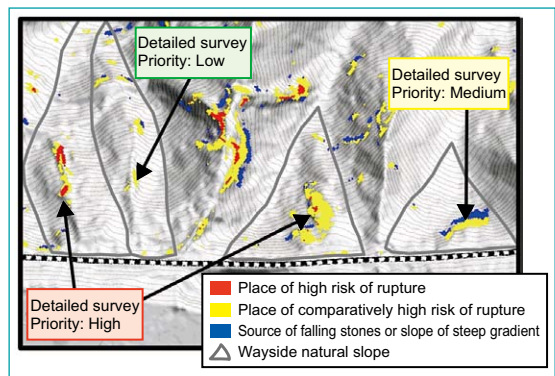 Detailed survey
Priority: Low
Detailed survey
Priority: Medium
Detailed survey
Priority: High
Place of high risk of rupture
Place of comparatively high risk of rupture
Source of falling stones or slope of steep gradient
Wayside natural slope